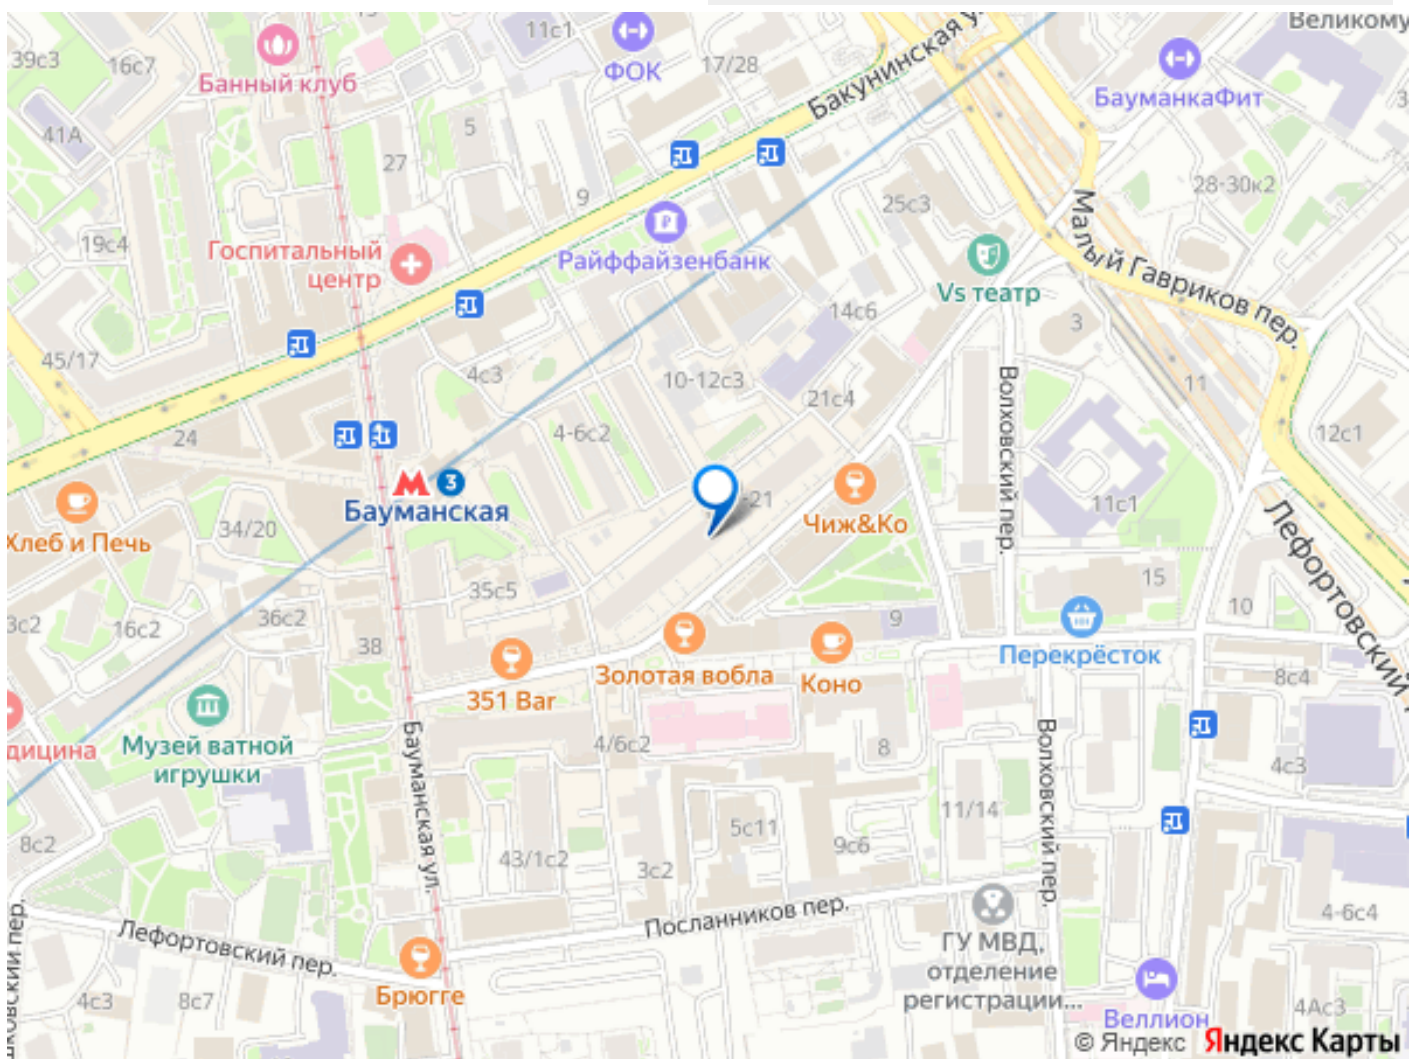 Великому
11с1
39с3
16с7
Банный клуб
ФОК
17/28
Бакунинская ул.
БауманкаФит
41А
5
27
28-30к2
9
25с3
19с4
Госпитальный
центр
Райффайзенбанк
Малый Гавриков пер.
Vs театр
14с6
3
45/17
4с3
10-12с3
21с4
11
Волховский пер.
24
4-6с2
12с1
3
Бауманская
-21
Чиж&Ко
11с1
Хлеб и Печь
34/20
Лефортовский
35с5
15
3с2
16с2
36с2
38
9
10
351 Bar
Золотая вобла
Коно
Перекрёсток
8с4
дицина
Музей ватной
игрушки
Бауманская ул.
4/6с2
8
Волховский пер.
4с3
8с2
43/1с2
3с2
5с11
9с6
11/14
Посланников пер.
Лефортовский пер.
ГУ МВД,
отделение
регистрации...
4-6с4
4с3
8с7
Брюгге
Веллион
4Ас3
© Яндекс Яндекс Карты